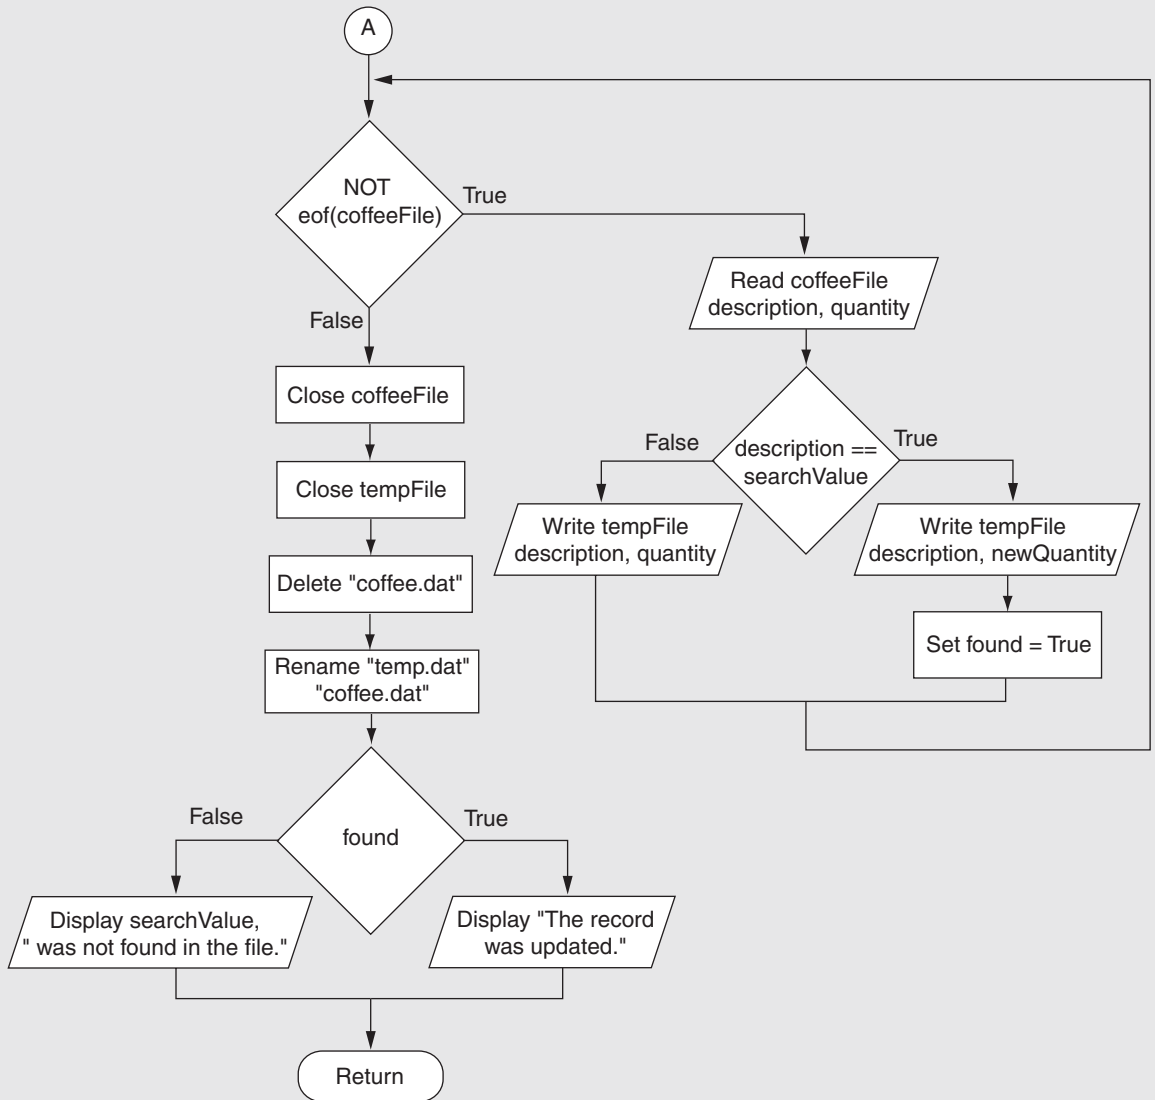 A
NOT
eof(coffeeFile)
True
False
Read coffeeFile
description, quantity
description ==
searchValue
False
True
Write tempFile
description, quantity
Write tempFile
description, newQuantity
Set found = True
Close coffeeFile
Close tempFile
Delete "coffee.dat"
Rename "temp.dat"
"coffee.dat"
found
False
True
Display searchValue,
" was not found in the file."
Display "The record
was updated."
Return